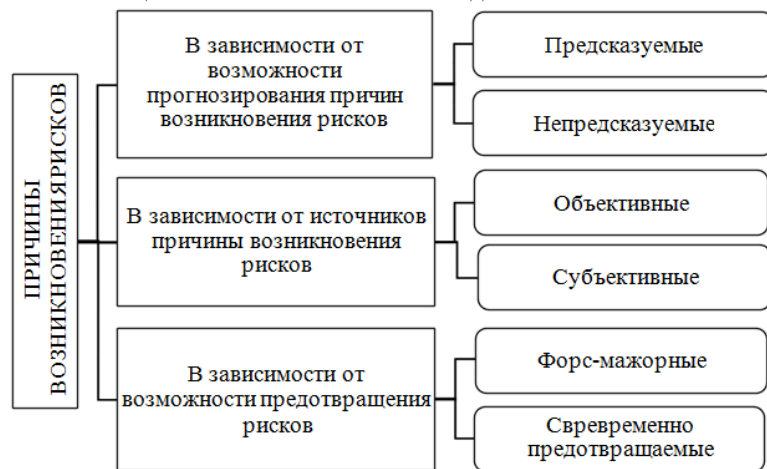 ПРИЧИНЫ
ВОЗНИКНОВЕНИЯРИСКОВ
В зависимости от
возможности
прогнозирования причин
возникновения рисков
Предсказуемые
Непредсказуемые
В зависимости от источников
причины возникновения
рисков
Объективные
Субъективные
В зависимости от
возможности предотвращения
рисков
Форс-мажорные
Свревременно
предотвращаемые